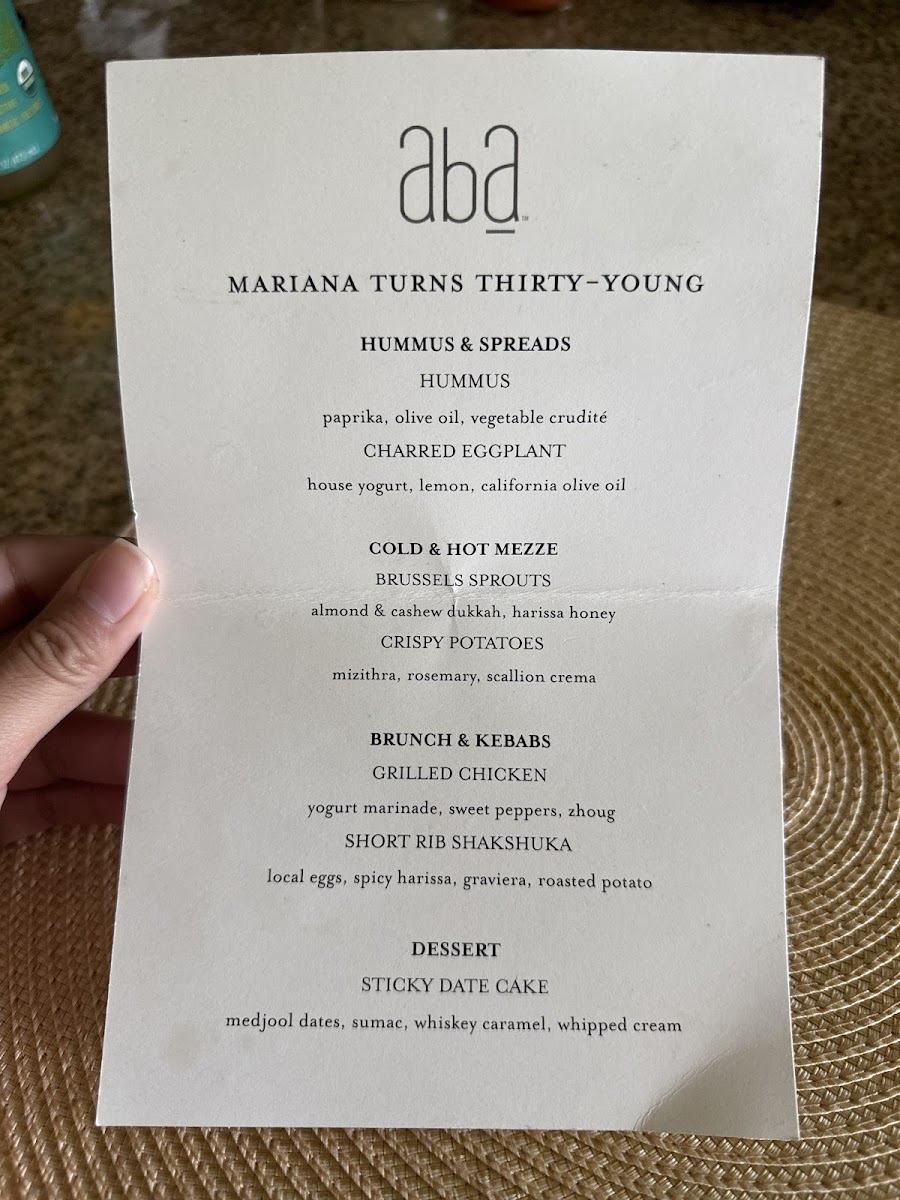 aba
MARIANA TURNS THIRTY-YOUNG
HUMMUS & SPREADS
HUMMUS
paprika, olive oil, vegetable crudité
CHARRED EGGPLANT
house yogurt, lemon, california olive oil
COLD & HOT MEZZE
BRUSSELS SPROUTS
almond & cashew dukkah, harissa honey
CRISPY POTATOES
mizithra, rosemary, scallion crema
BRUNCH & KEBABS
GRILLED CHICKEN
yogurt marinade, sweet peppers, zhoug
SHORT RIB SHAKSHUKA
local eggs, spicy harissa, graviera, roasted potato
DESSERT
STICKY DATE CAKE
medjool dates, sumac, whiskey caramel, whipped cream